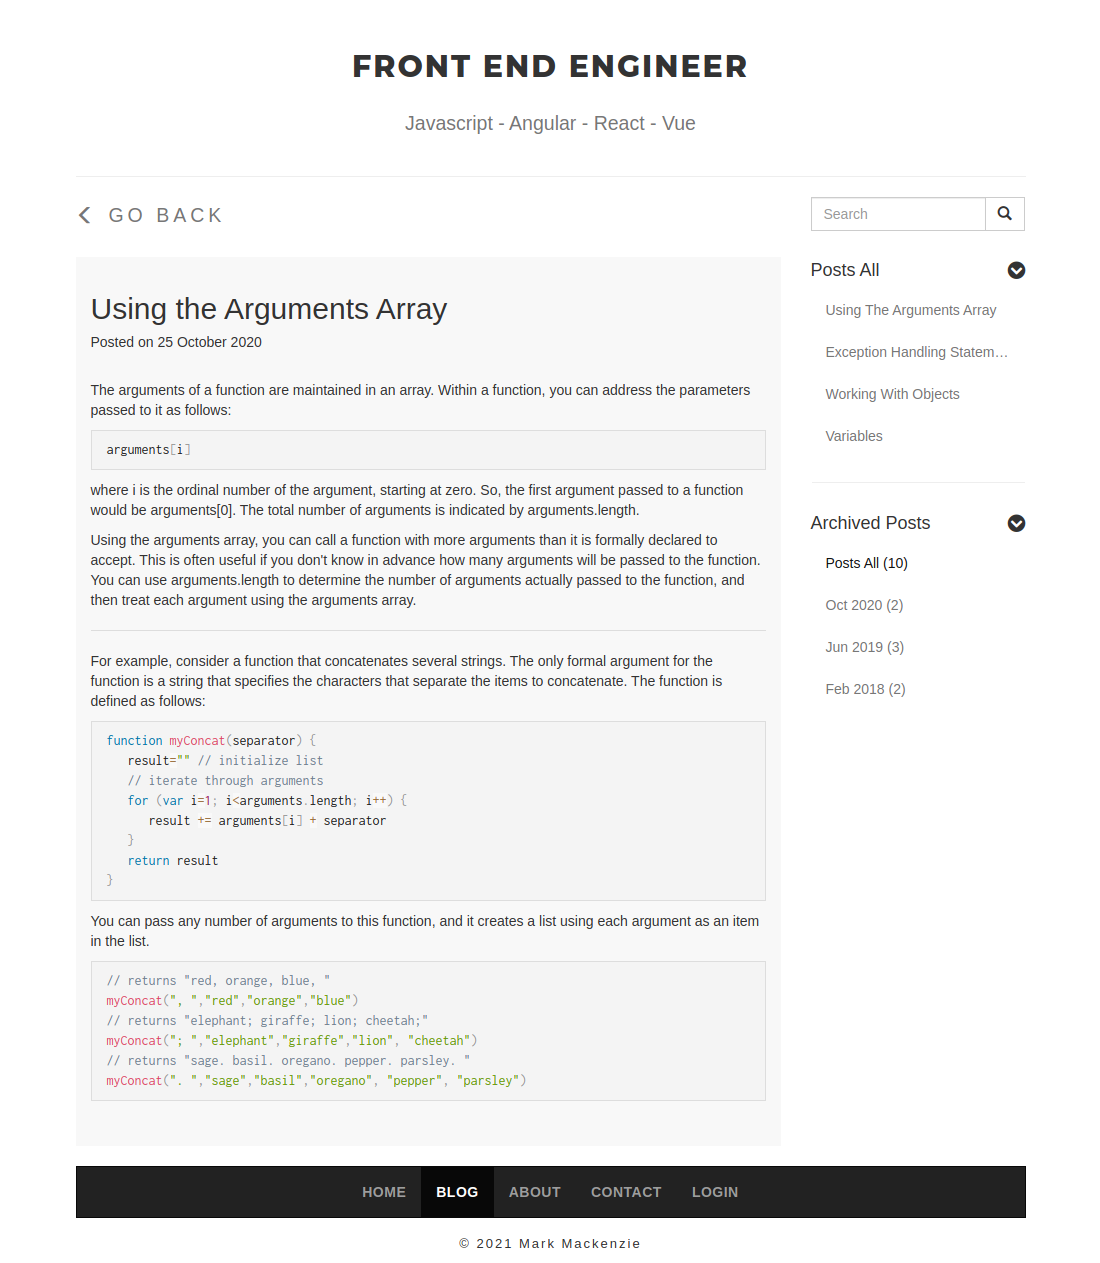 FRONT END ENGINEER
Javascript - Angular - React - Vue
GO BACK
Search
Using the Arguments Array
Posted on 25 October 2020
The arguments of a function are maintained in an array. Within a function, you can address the parameters
passed to it as follows:
arguments[i]
where i is the ordinal number of the argument, starting at zero. So, the first argument passed to a function
would be arguments[0]. The total number of arguments is indicated by arguments.length.
Using the arguments array, you can call a function with more arguments than it is formally declared to
accept. This is often useful if you don't know in advance how many arguments will be passed to the function.
You can use arguments.length to determine the number of arguments actually passed to the function, and
then treat each argument using the arguments array.
For example, consider a function that concatenates several strings. The only formal argument for the
function is a string that specifies the characters that separate the items to concatenate. The function is
defined as follows:
function myConcat(separator) {
   result="" // initialize list
   // iterate through arguments
   for (var i=1; i<arguments.length; i++) {
      result += arguments[i] + separator
   }
   return result
}
You can pass any number of arguments to this function, and it creates a list using each argument as an item
in the list.
// returns "red, orange, blue, "
myConcat(", ","red","orange","blue")
// returns "elephant; giraffe; lion; cheetah;"
myConcat("; ","elephant","giraffe","lion", "cheetah")
// returns "sage. basil. oregano. pepper. parsley. "
myConcat(". ","sage","basil","oregano", "pepper", "parsley")
Posts All
Using The Arguments Array
Exception Handling Statem…
Working With Objects
Variables
Archived Posts
Posts All (10)
Oct 2020 (2)
Jun 2019 (3)
Feb 2018 (2)
HOME BLOG ABOUT CONTACT LOGIN
© 2021 Mark Mackenzie